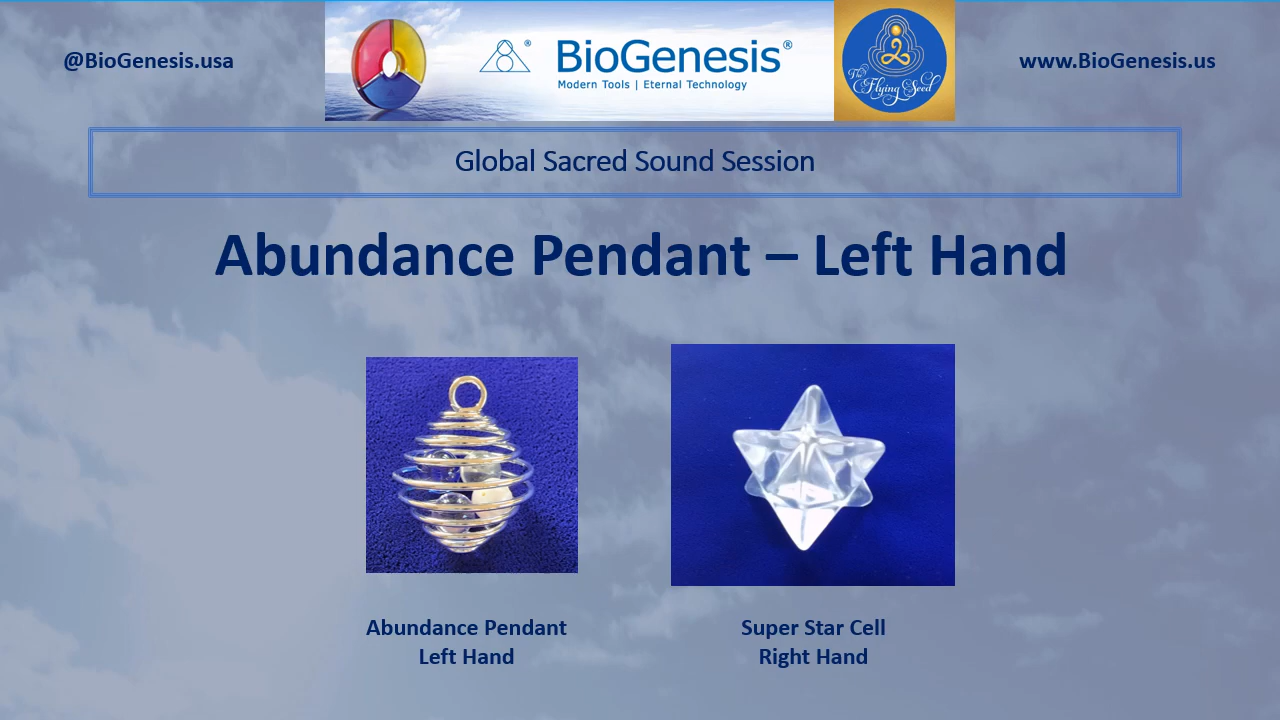 @BioGenesis.usa
BioGenesis®
Modern Tools | Eternal Technology
The
Flying Seed
www.BioGenesis.us
Global Sacred Sound Session
Abundance Pendant – Left Hand
Abundance Pendant
Left Hand
Super Star Cell
Right Hand